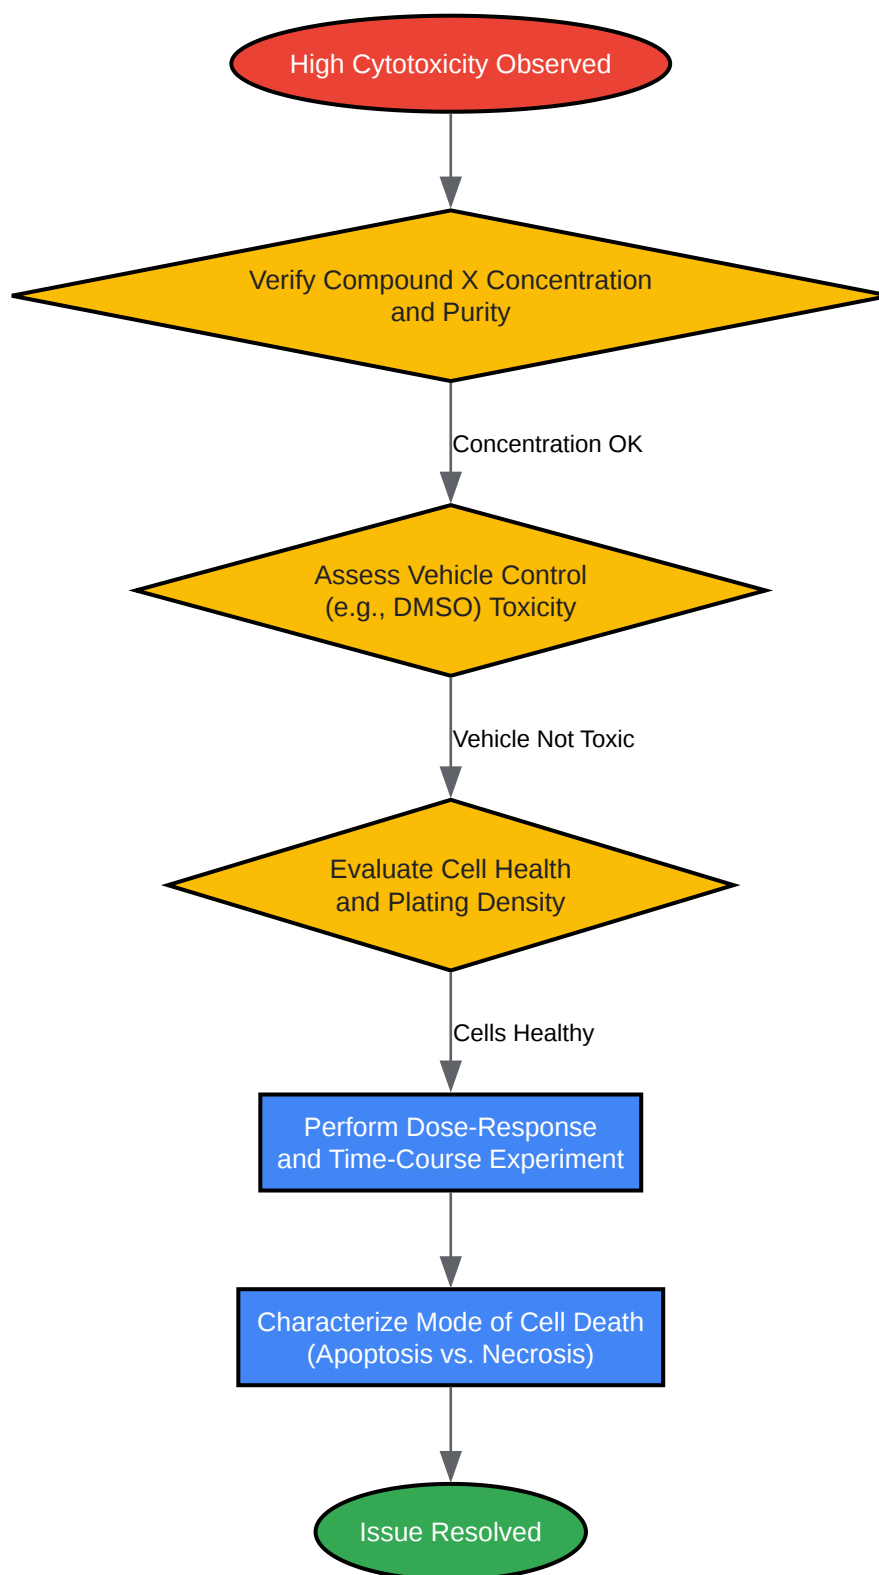 High Cytotoxicity Observed
Verify Compound X Concentration
and Purity
Concentration OK
Assess Vehicle Control
(e.g., DMSO) Toxicity
Vehicle Not Toxic
Evaluate Cell Health
and Plating Density
Cells Healthy
Perform Dose-Response
and Time-Course Experiment
Characterize Mode of Cell Death
(Apoptosis vs. Necrosis)
Issue Resolved